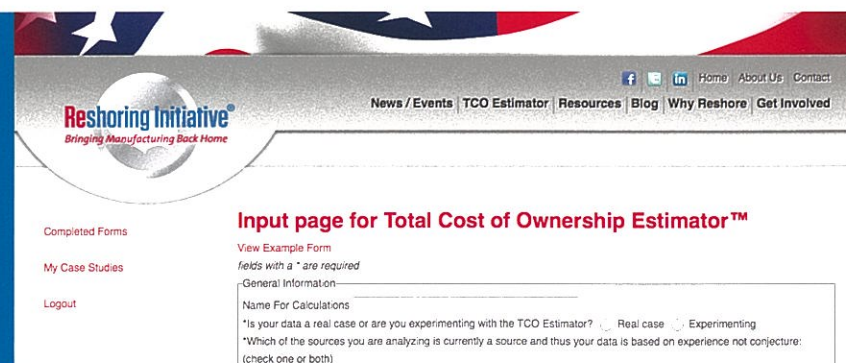 Home About Us Contact
News / Events | TCO Estimator | Resources | Blog | Why Reshore | Get Involved
Reshoring Initiative®
Bringing Manufacturing Back Home
Completed Forms
My Case Studies
Logout
Input page for Total Cost of Ownership Estimator™
View Example Form
fields with a * are required
General Information
Name For Calculations
*Is your data a real case or are you experimenting with the TCO Estimator? Real case Experimenting
*Which of the sources you are analyzing is currently a source and thus your data is based on experience not conjecture:
(check one or both)